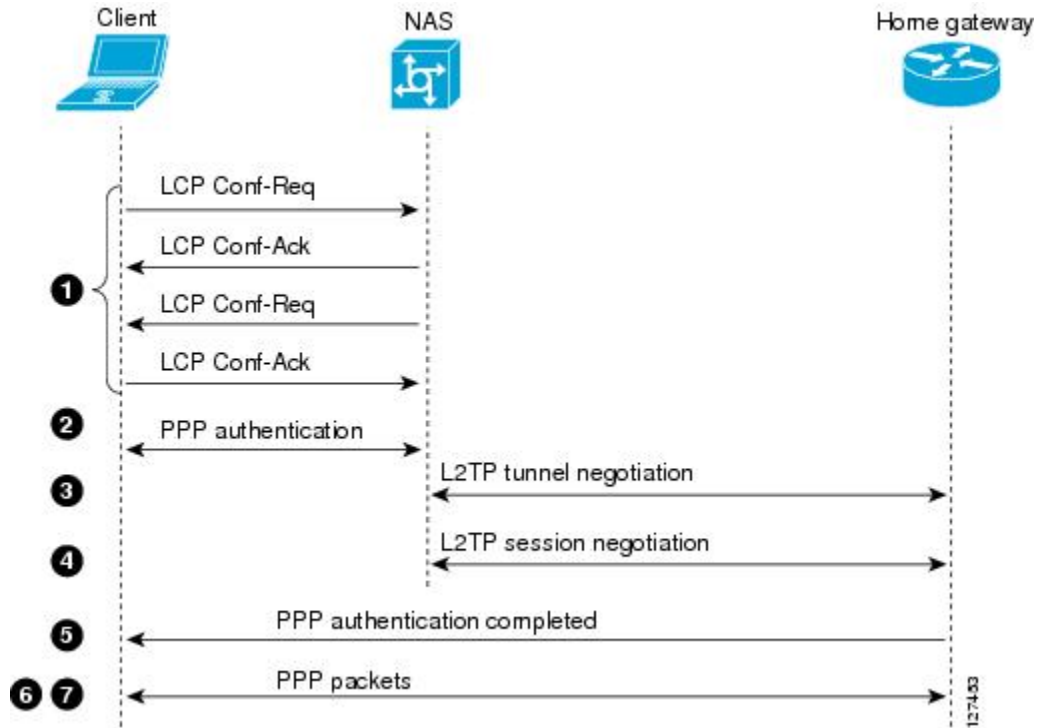 Client
NAS
Home gateway
LCP Conf-Req
LCP Conf-Ack
1
LCP Conf-Req
LCP Conf-Ack
2
PPP authentication
L2TP tunnel negotiation
3
L2TP session negotiation
4
PPP authentication completed
5
PPP packets
6 7
127453